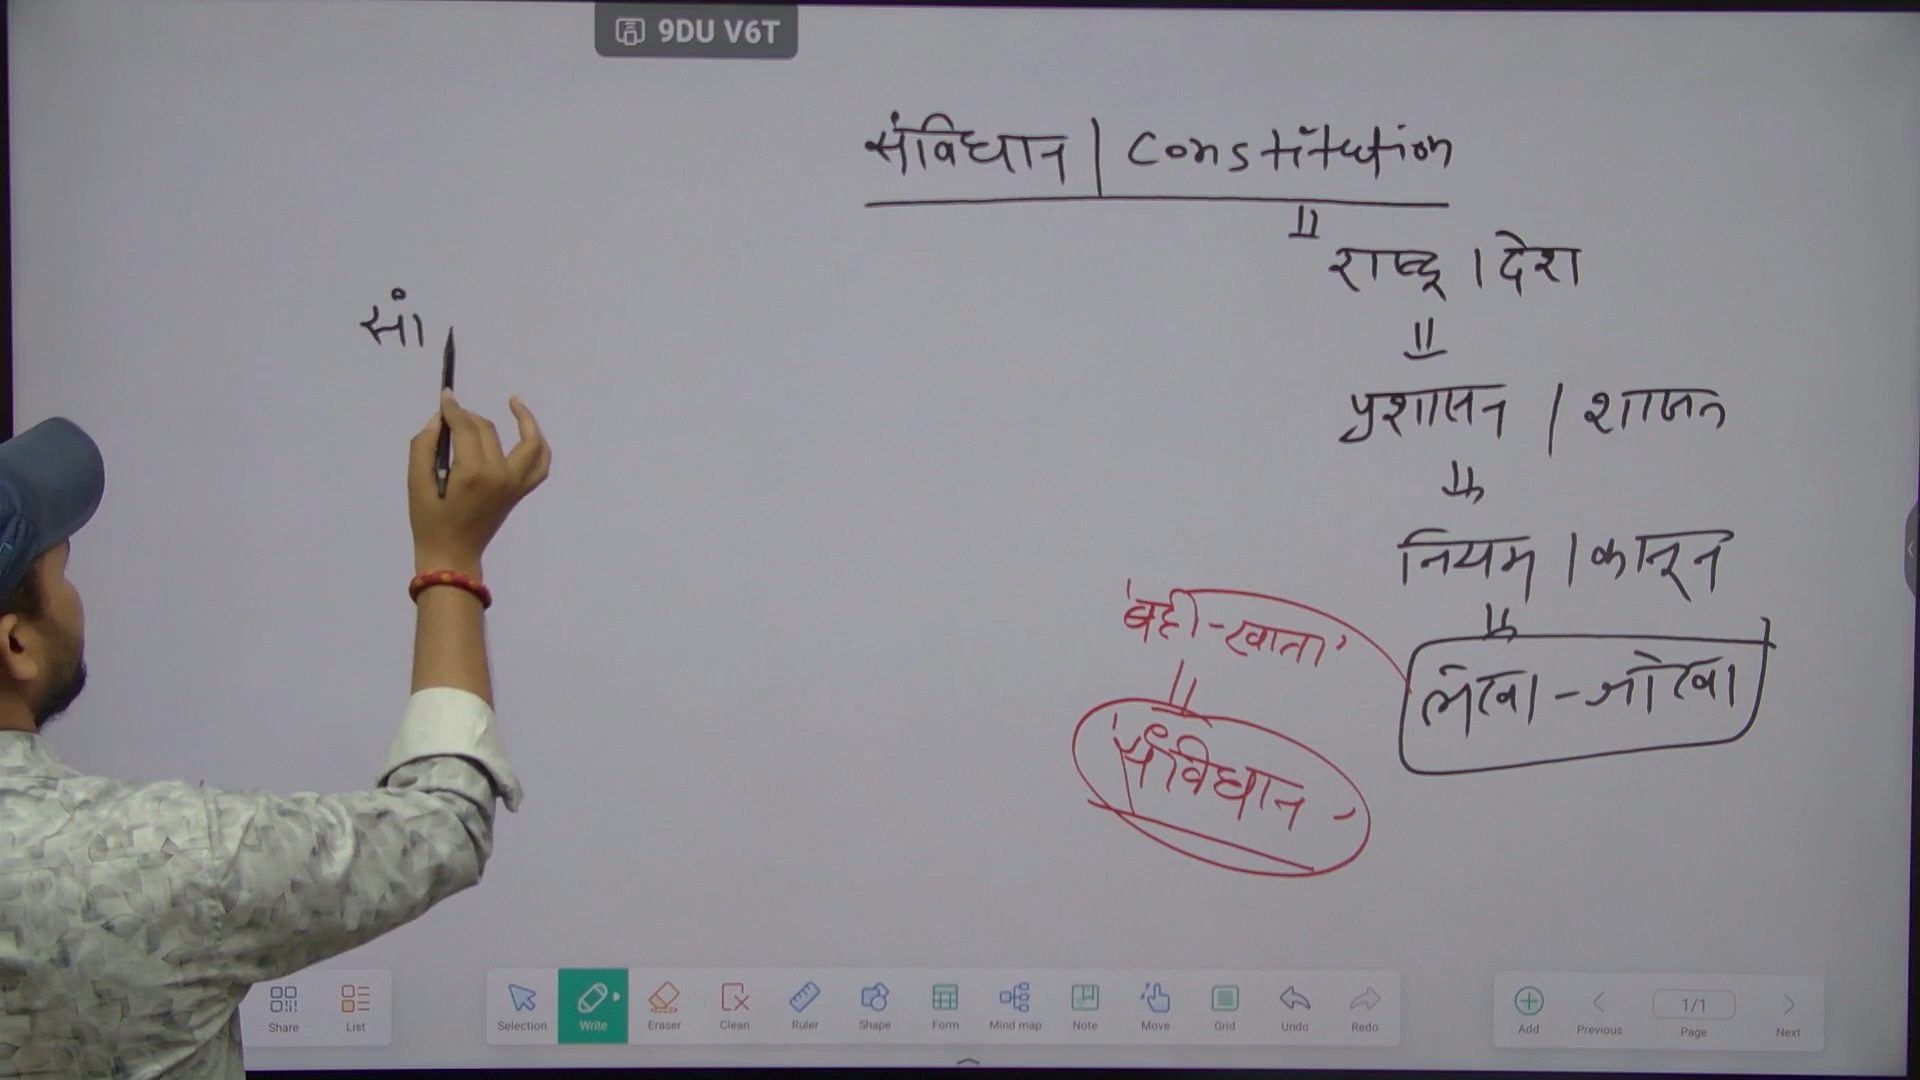 9DU V6T
संविधान | Constitution
राष्ट्र | देश
सां
प्रशासन / शासन
नियम | कानून
'बही-खाता'
लेखा-जोखा
'संविधान'
Share List Selection Write Eraser Clean Ruler Shape Form Mind map Note Move Grid Undo Redo Add Previous 1/1 Page Next